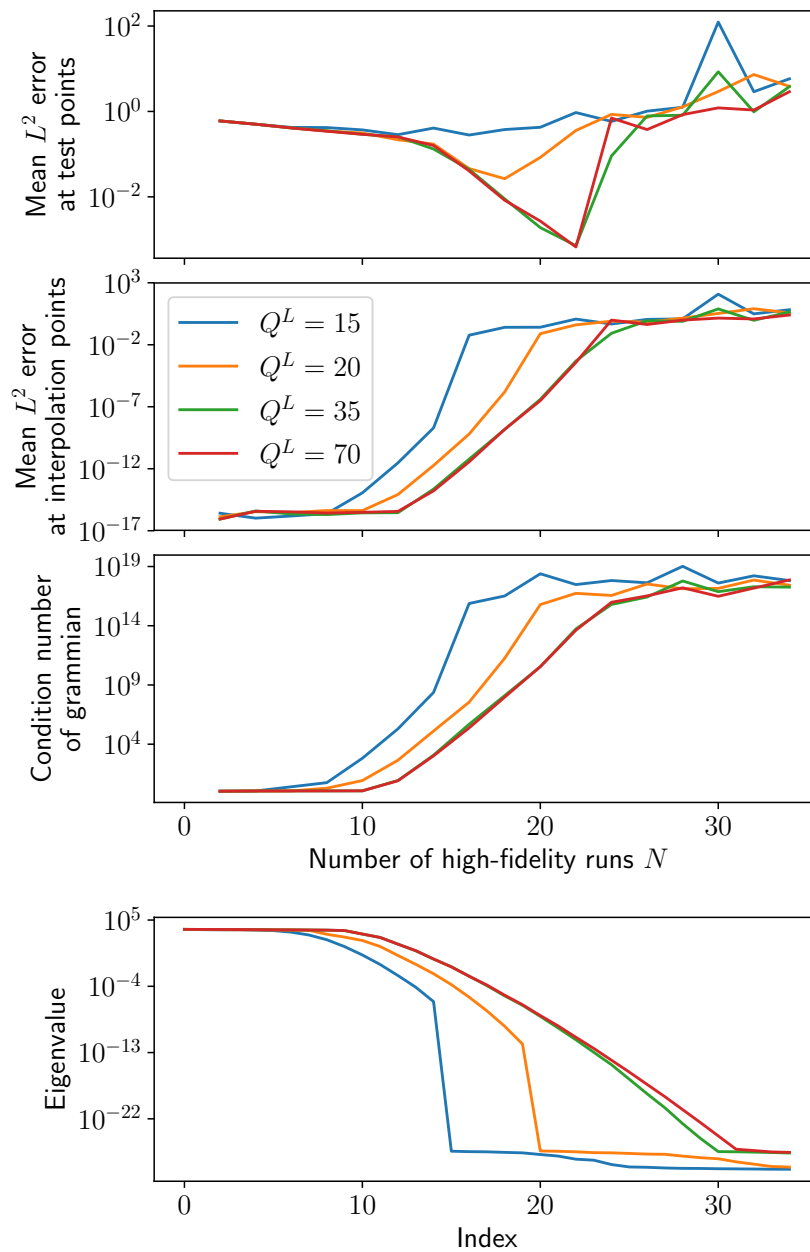 Mean $L^2$ error
at test points
10^2
10^0
10^{-2}
Mean $L^2$ error
at interpolation points
10^3
10^{-2}
10^{-7}
10^{-12}
10^{-17}
Q^L = 15
Q^L = 20
Q^L = 35
Q^L = 70
Condition number
of grammian
10^{19}
10^{14}
10^9
10^4
0 10 20 30
Number of high-fidelity runs N
Eigenvalue
10^5
10^{-4}
10^{-13}
10^{-22}
0 10 20 30
Index